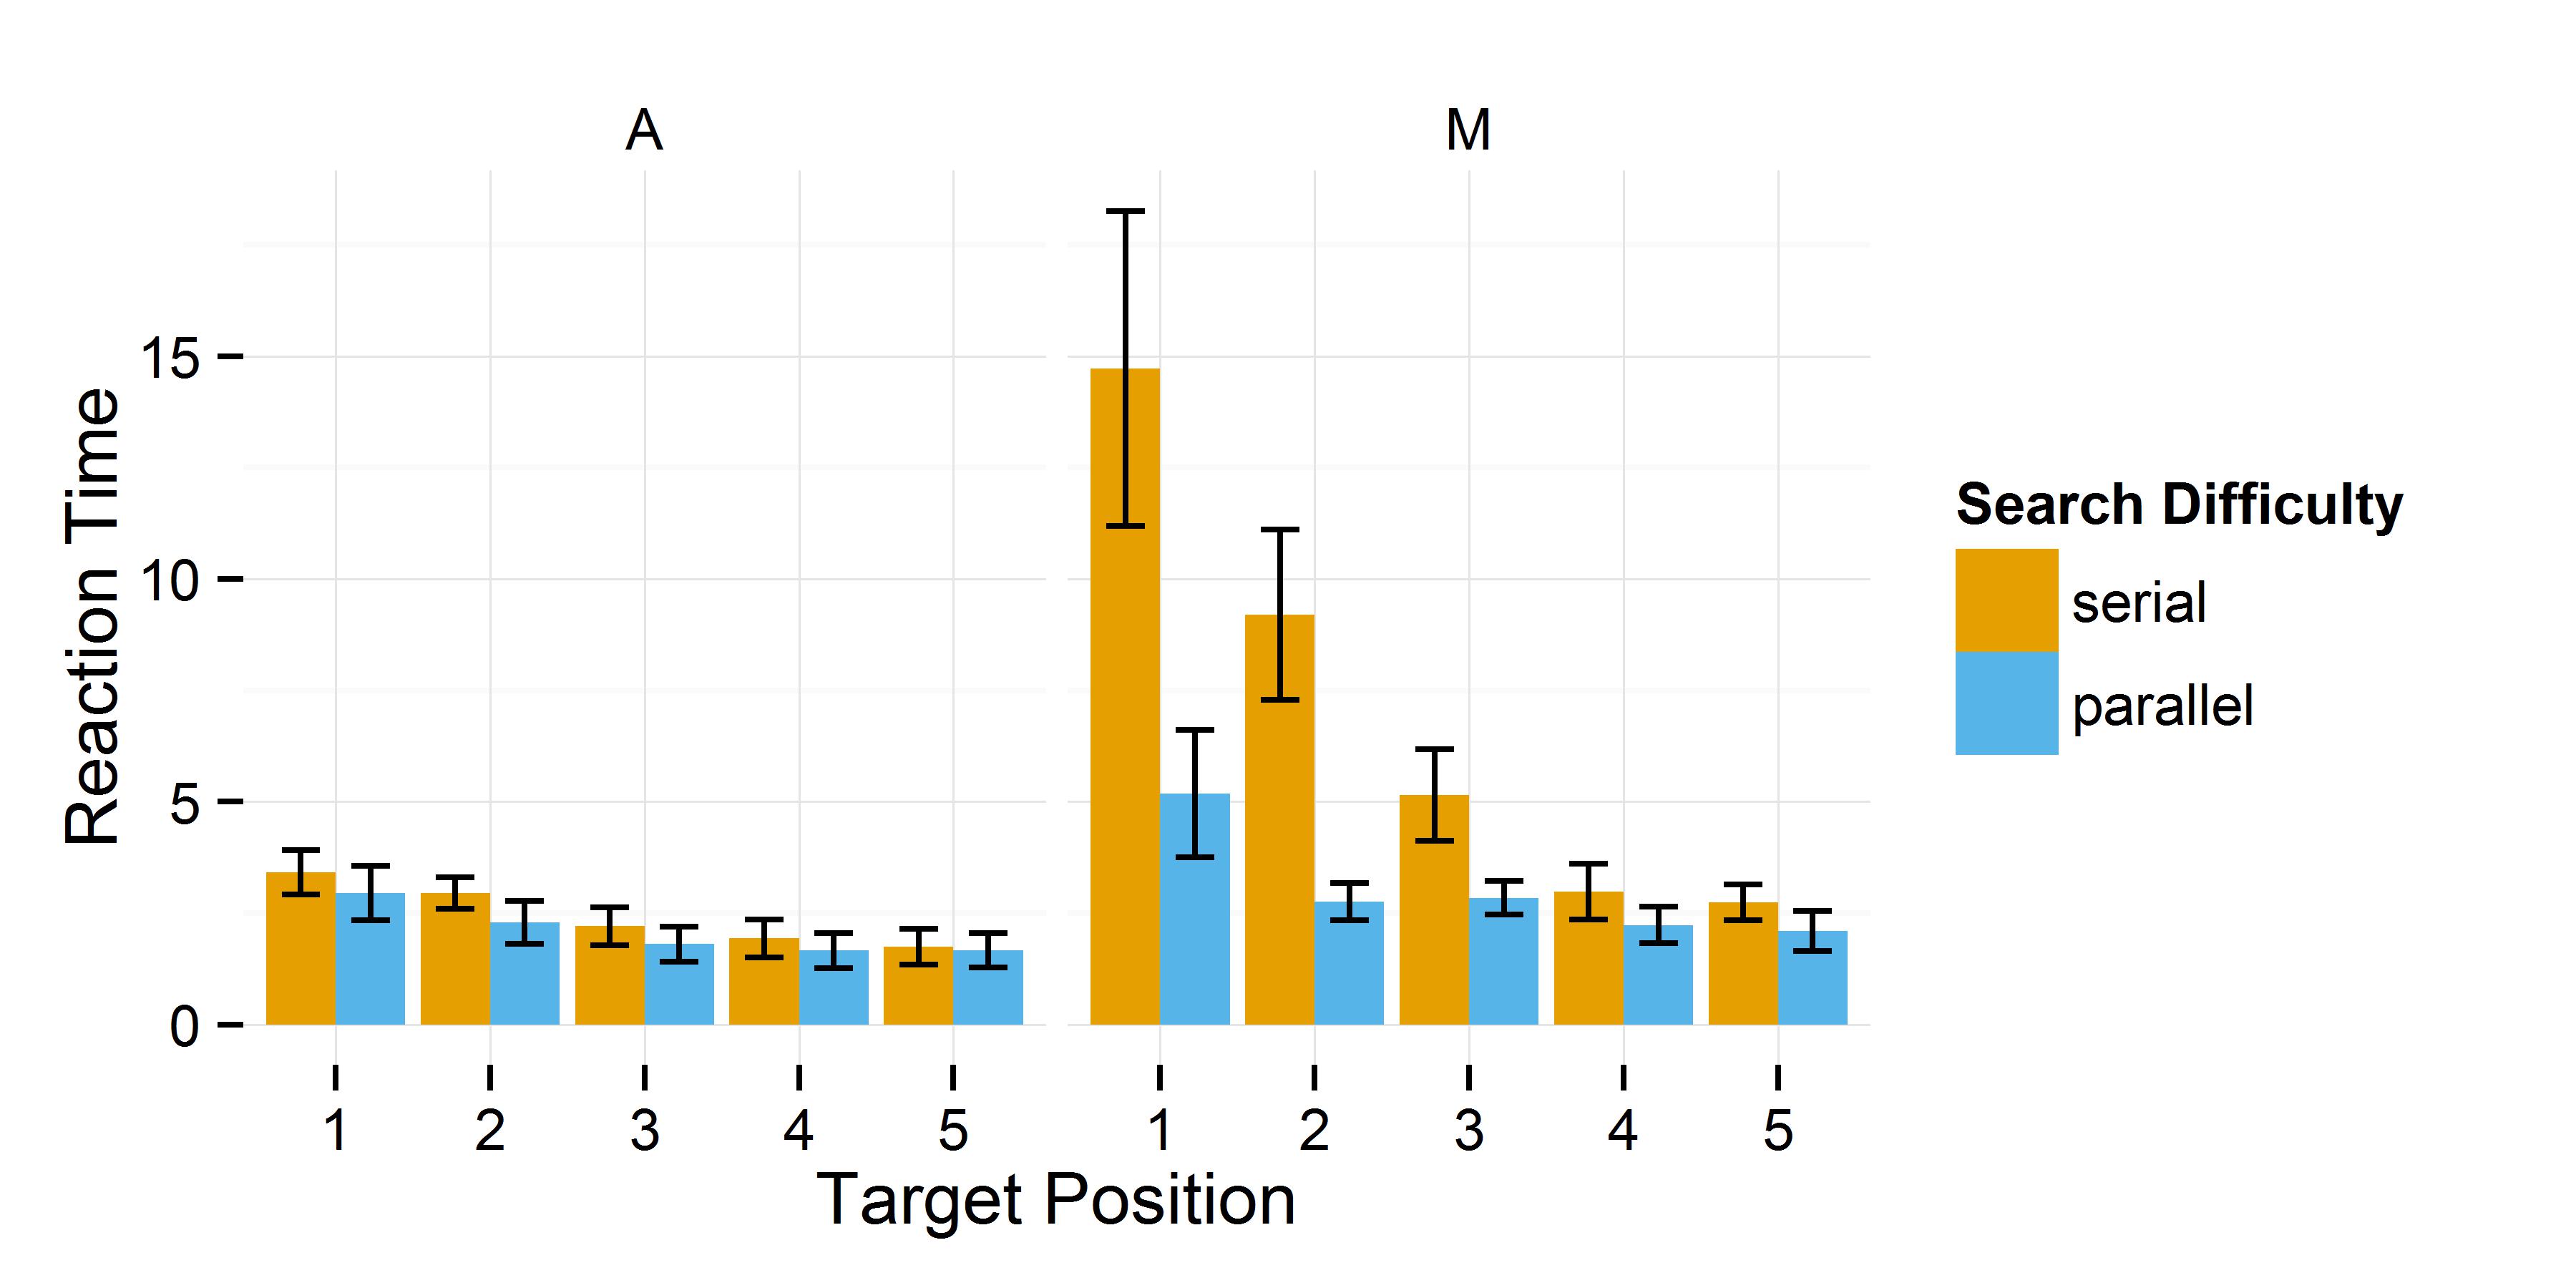 A
M
Reaction Time
15
10
5
0
1 2 3 4 5
1 2 3 4 5
Target Position
Search Difficulty
serial
parallel